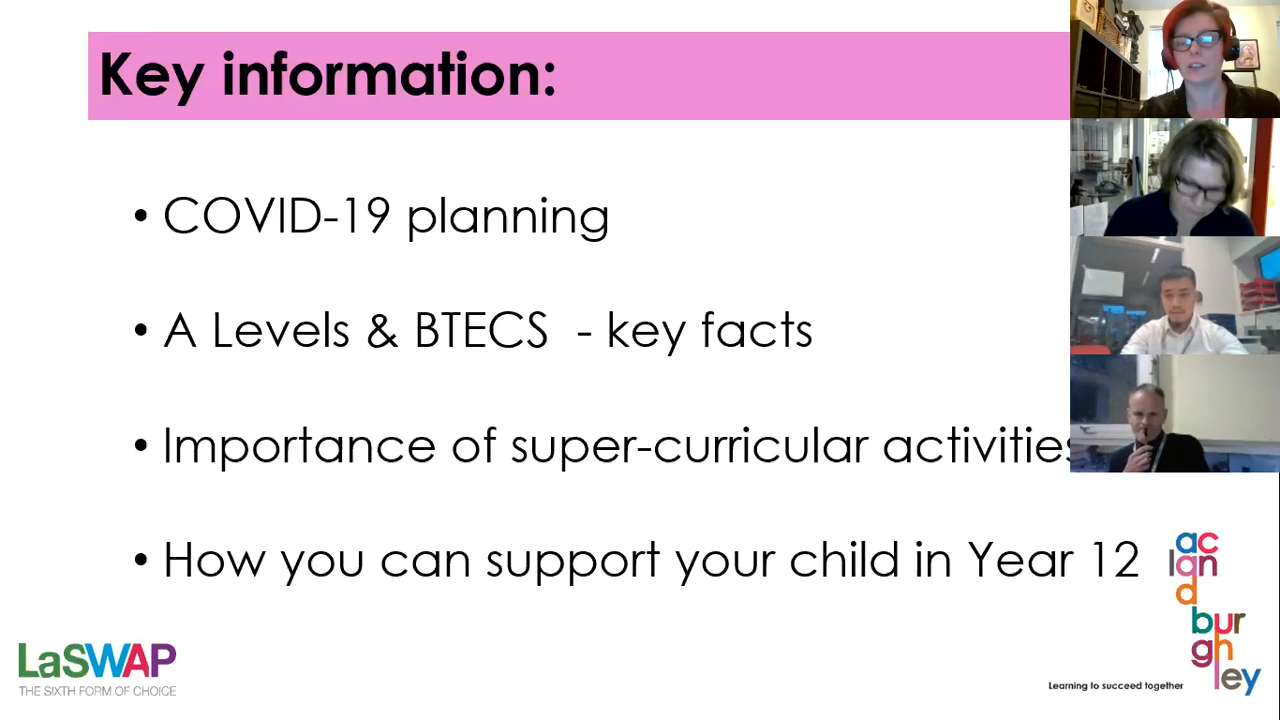 Key information:
• COVID-19 planning
• A Levels & BTECS - key facts
• Importance of super-curricular activities
• How you can support your child in Year 12
LaSWAP
THE SIXTH FORM OF CHOICE
ac
lan
d
bur
gh
ley
Learning to succeed together